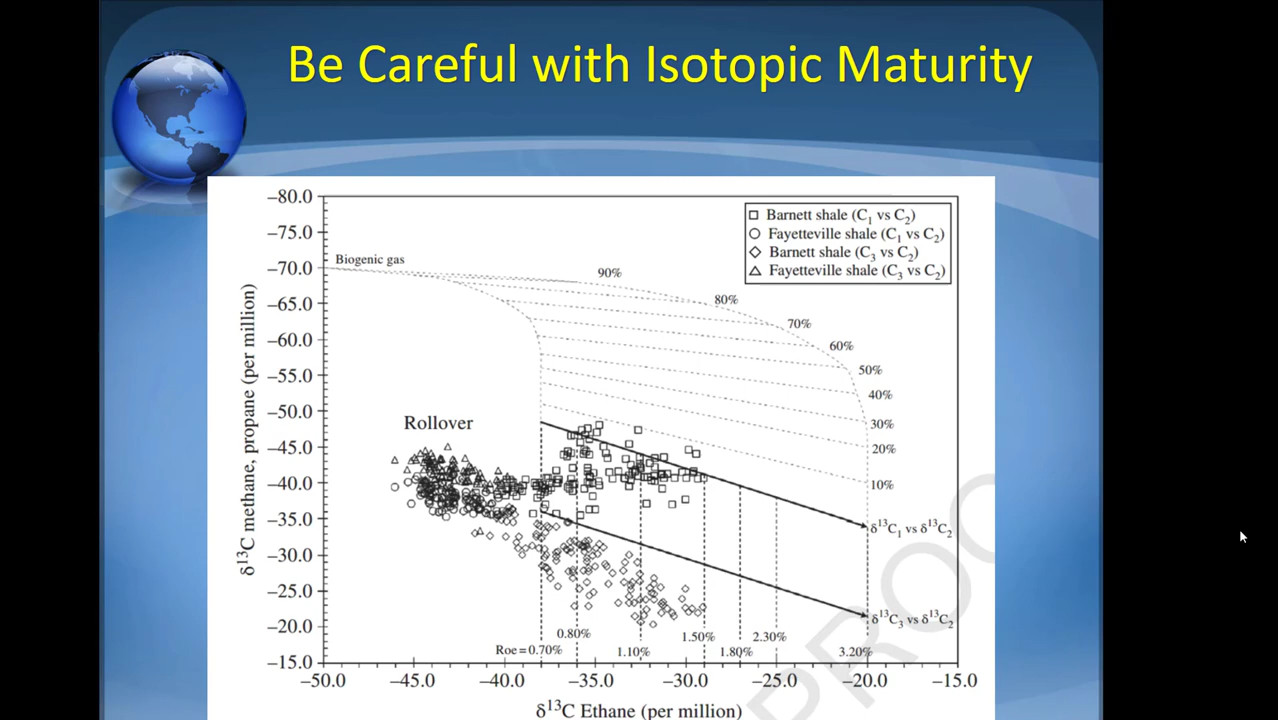 Be Careful with Isotopic Maturity
−80.0
−75.0
−70.0
−65.0
−60.0
−55.0
−50.0
−45.0
−40.0
−35.0
−30.0
−25.0
−20.0
−15.0
δ13C methane, propane (per million)
Barnett shale (C1 vs C2)
Fayetteville shale (C1 vs C2)
Barnett shale (C3 vs C2)
Fayetteville shale (C3 vs C2)
Biogenic gas
90%
80%
70%
60%
50%
40%
30%
20%
10%
Rollover
δ13C1 vs δ13C2
δ13C3 vs δ13C2
Roe=0.70%
0.80%
1.10%
1.50%
1.80%
2.30%
3.20%
−50.0 −45.0 −40.0 −35.0 −30.0 −25.0 −20.0 −15.0
δ13C Ethane (per million)